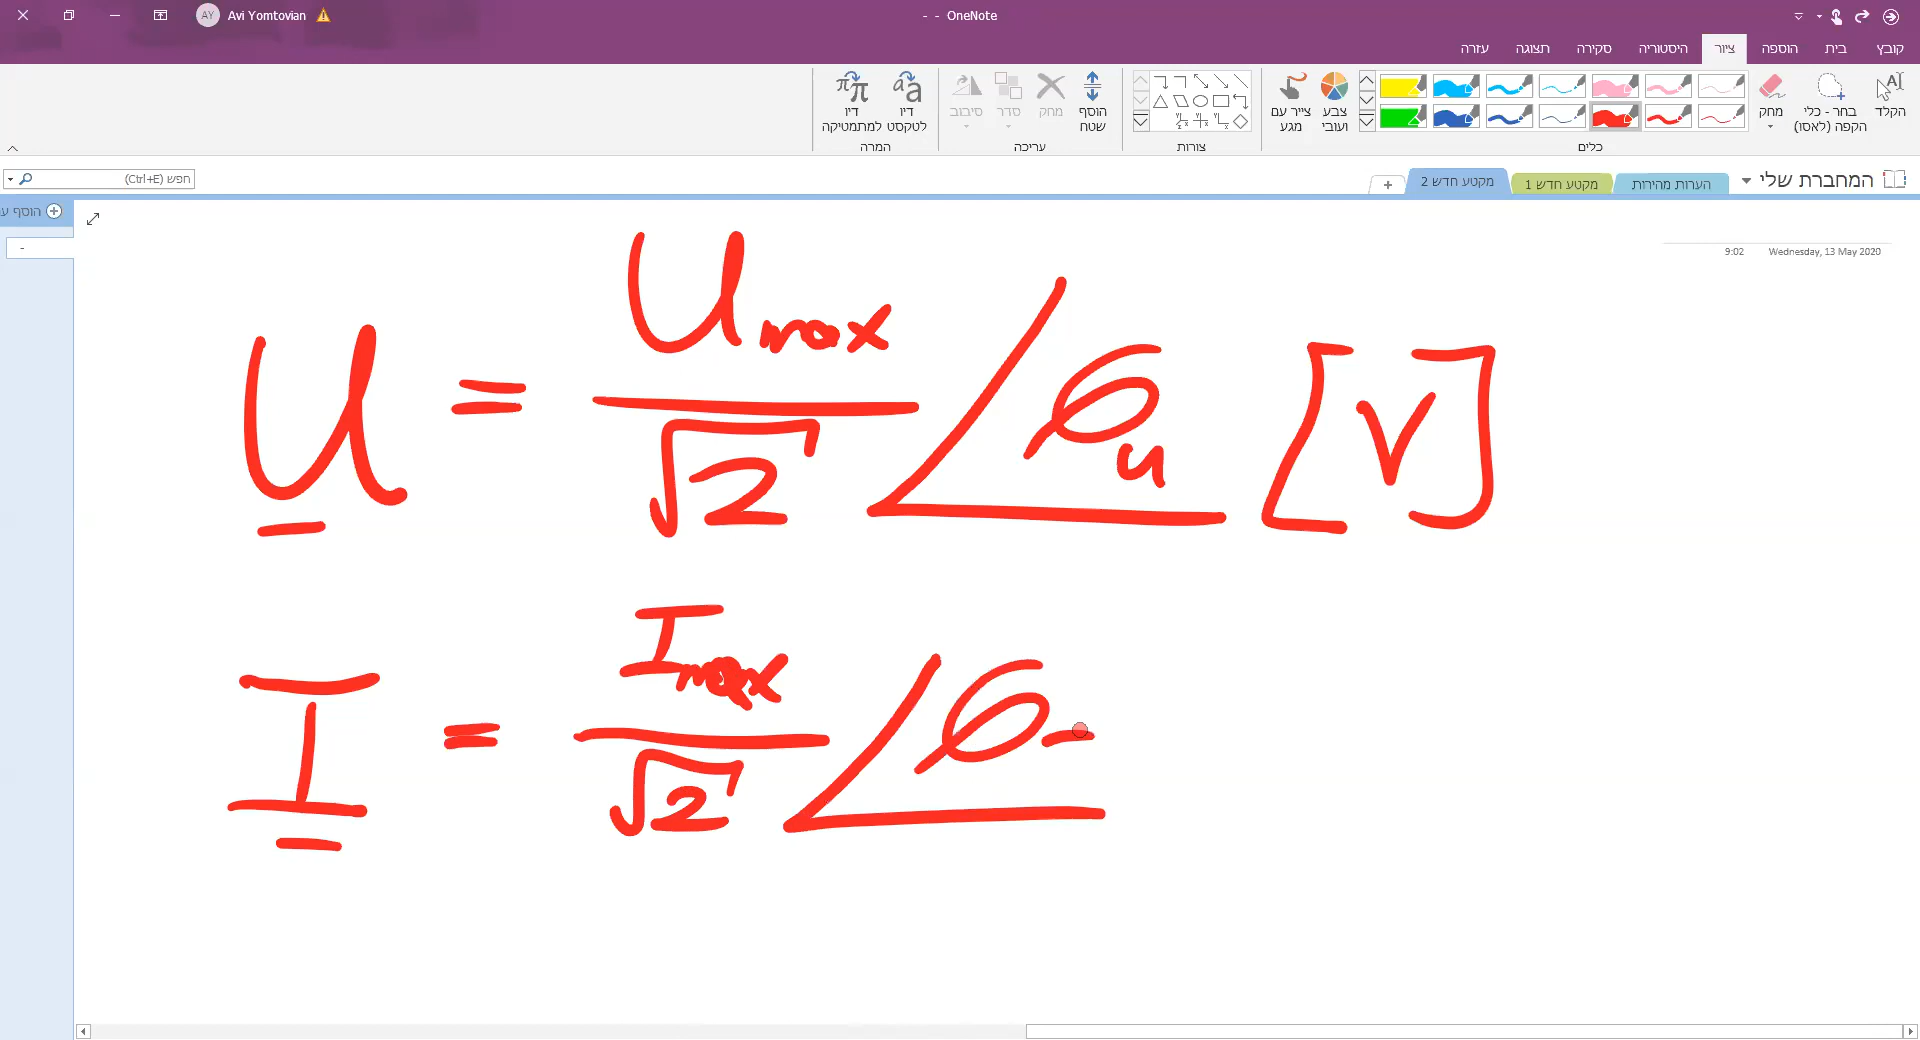 AY Avi Yomtovian - - OneNote
קובץ בית הוספה ציור היסטוריה סקירה תצוגה עזרה
הקלד
בחר - כלי הקפה (לאסו)
מחק
כלים
צבע ועובי
צייר עם מגע
צורות
הוסף שטח
מחק
סדר
סיבוב
עריכה
דיו לטקסט
דיו למתמטיקה
המרה
המחברת שלי הערות מהירות מקטע חדש 1 מקטע חדש 2 +
חפש (Ctrl+E)
הוסף
-
Wednesday, 13 May 2020 9:02
U = Umax / √2 ∠ θu [V]
I = Imax / √2 ∠ θ